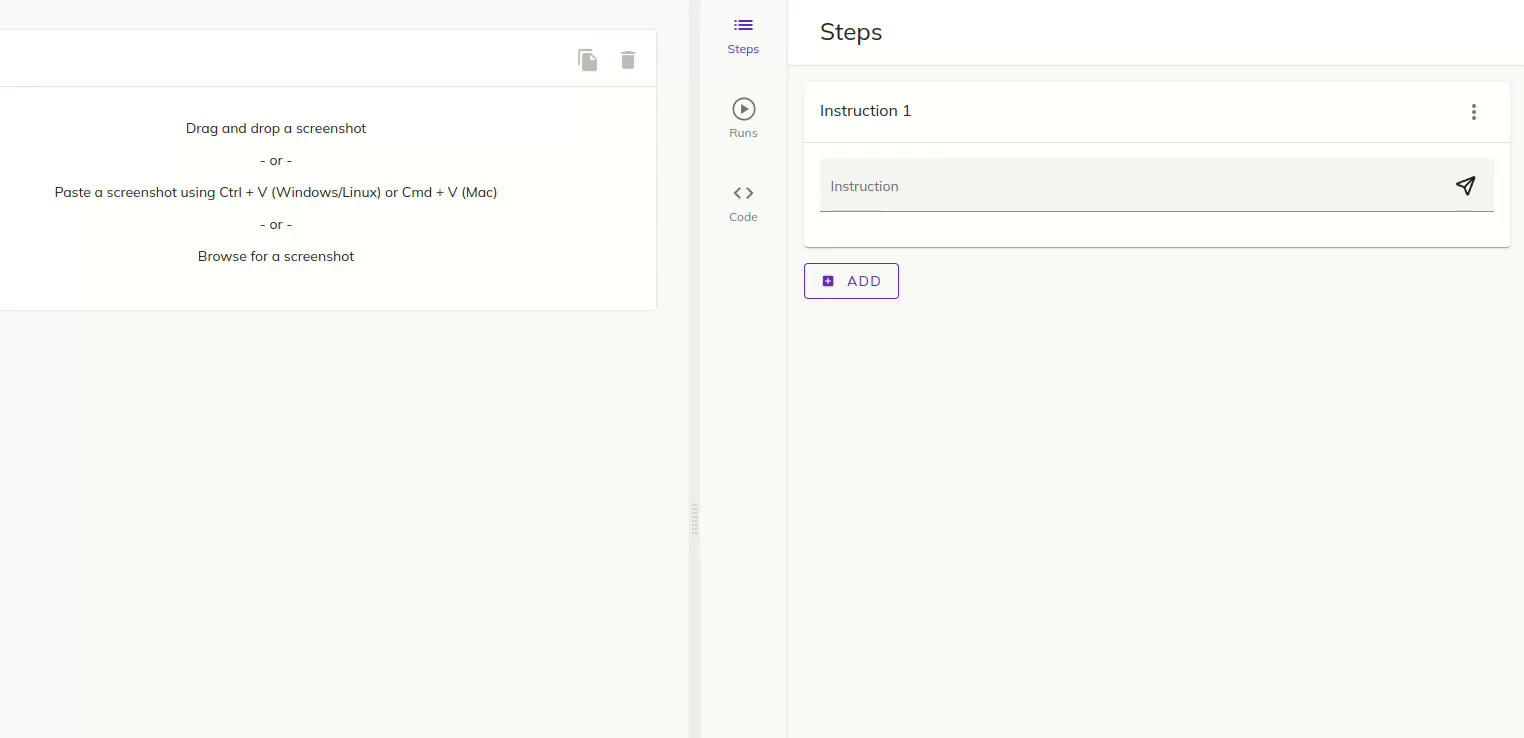 Drag and drop a screenshot
- or -
Paste a screenshot using Ctrl + V (Windows/Linux) or Cmd + V (Mac)
- or -
Browse for a screenshot
Steps
Runs
Code
Steps
Instruction 1
Instruction
ADD